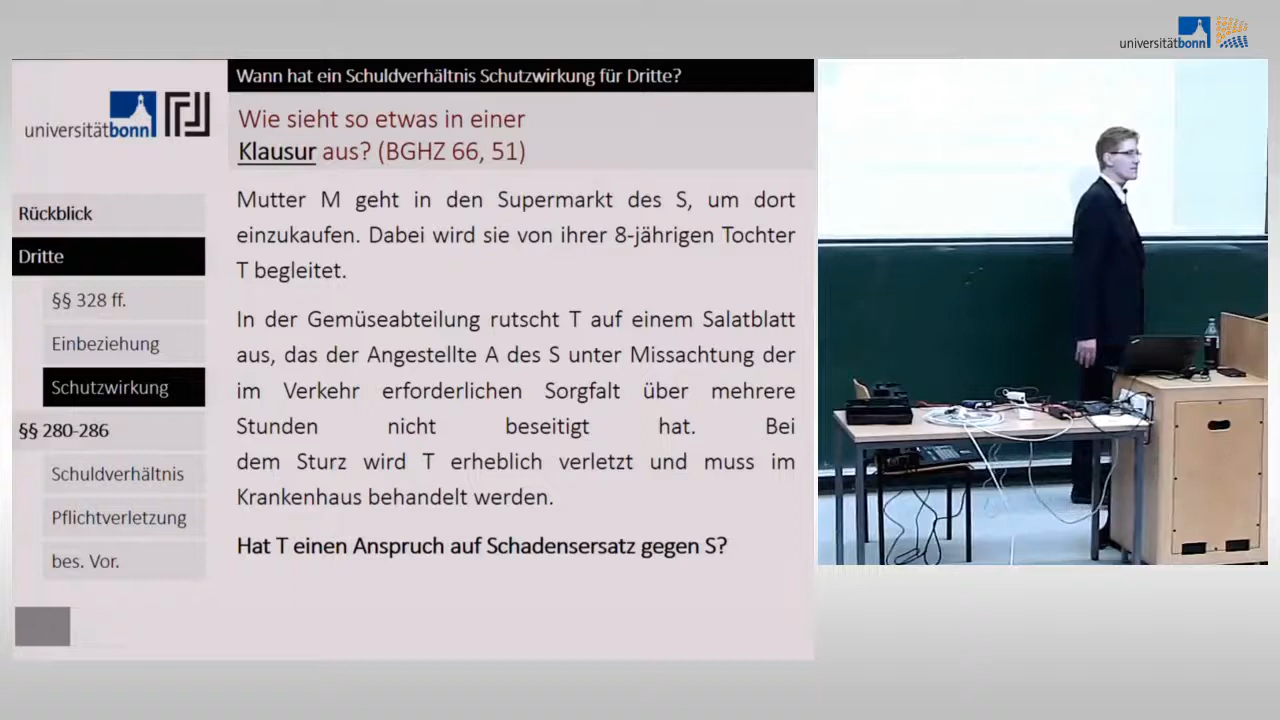 universitätbonn
Wann hat ein Schuldverhältnis Schutzwirkung für Dritte?
universitätbonn
Wie sieht so etwas in einer
Klausur aus? (BGHZ 66, 51)
Mutter M geht in den Supermarkt des S, um dort
einzukaufen. Dabei wird sie von ihrer 8-jährigen Tochter
T begleitet.
In der Gemüseabteilung rutscht T auf einem Salatblatt
aus, das der Angestellte A des S unter Missachtung der
im Verkehr erforderlichen Sorgfalt über mehrere
Stunden nicht beseitigt hat. Bei
dem Sturz wird T erheblich verletzt und muss im
Krankenhaus behandelt werden.
Hat T einen Anspruch auf Schadensersatz gegen S?
Rückblick
Dritte
§§ 328 ff.
Einbeziehung
Schutzwirkung
§§ 280-286
Schuldverhältnis
Pflichtverletzung
bes. Vor.